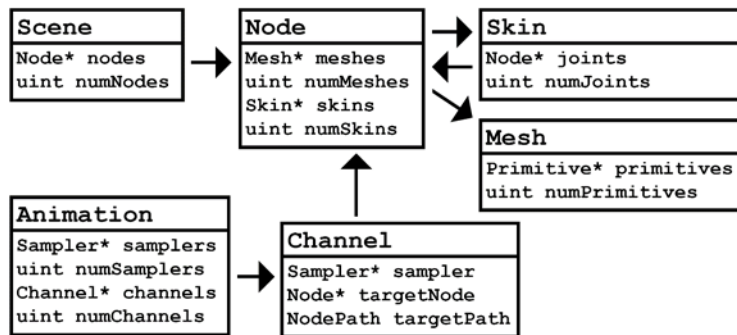 Scene
Node* nodes
uint numNodes
Node
Mesh* meshes
uint numMeshes
Skin* skins
uint numSkins
Skin
Node* joints
uint numJoints
Mesh
Primitive* primitives
uint numPrimitives
Animation
Sampler* samplers
uint numSamplers
Channel* channels
uint numChannels
Channel
Sampler* sampler
Node* targetNode
NodePath targetPath